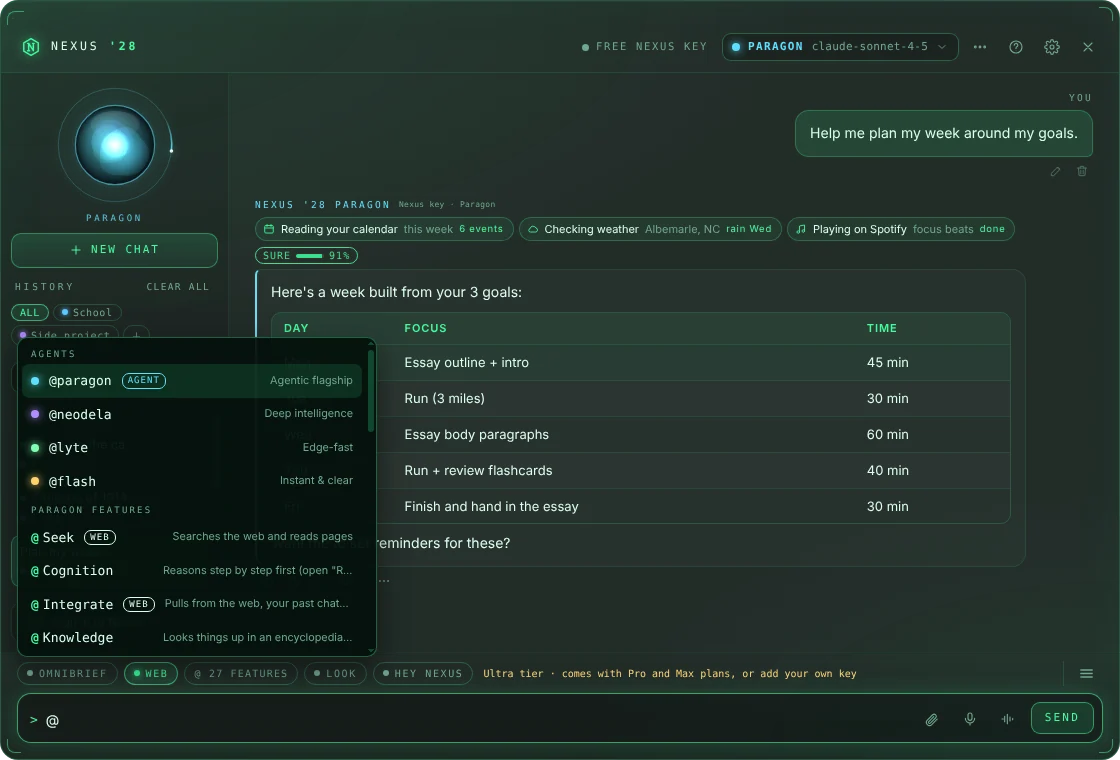 NEXUS '28
FREE NEXUS KEY
PARAGON claude-sonnet-4-5
YOU
Help me plan my week around my goals.
PARAGON
+ NEW CHAT
HISTORY CLEAR ALL
ALL School
Side project +
NEXUS '28 PARAGON Nexus key · Paragon
Reading your calendar this week 6 events
Checking weather Albemarle, NC rain Wed
Playing on Spotify focus beats done
SURE 91%
Here's a week built from your 3 goals:
DAY FOCUS TIME
Essay outline + intro 45 min
Run (3 miles) 30 min
Essay body paragraphs 60 min
Run + review flashcards 40 min
Finish and hand in the essay 30 min
reminders for these?
AGENTS
@paragon AGENT Agentic flagship
@neodela Deep intelligence
@lyte Edge-fast
@flash Instant & clear
PARAGON FEATURES
@Seek WEB Searches the web and reads pages
@Cognition Reasons step by step first (open "R...
@Integrate WEB Pulls from the web, your past chat...
@Knowledge Looks things up in an encyclopedia...
OMNIBRIEF WEB @ 27 FEATURES LOOK HEY NEXUS Ultra tier · comes with Pro and Max plans, or add your own key
> @
SEND